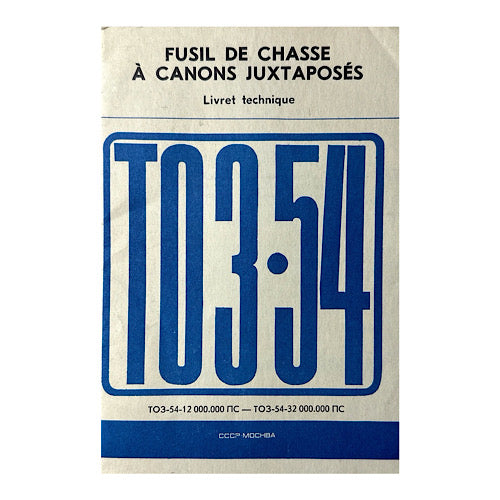 FUSIL DE CHASSE
À CANONS JUXTAPOSÉS
Livret technique
ТОЗ•54
ТОЗ-54-12 000.000 ПС — ТОЗ-54-32 000.000 ПС
СССР·МОСНВА